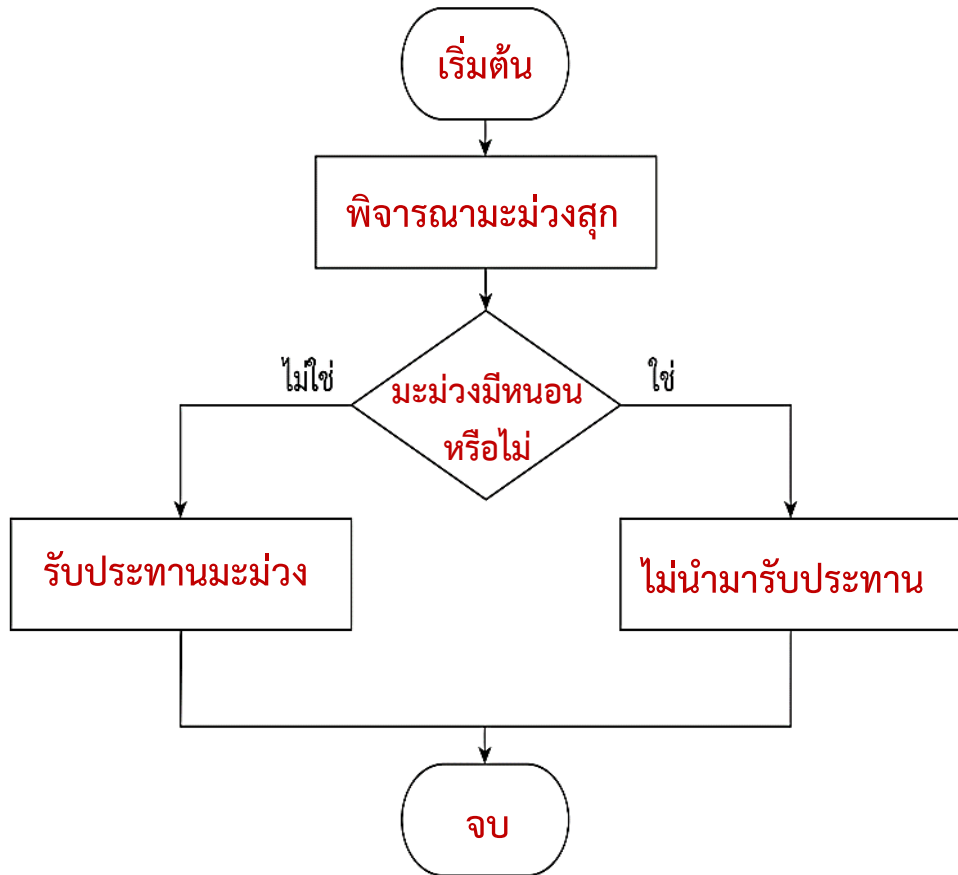 เริ่มต้น
พิจารณามะม่วงสุก
ไม่ใช่
ใช่
มะม่วงมีหนอน
หรือไม่
รับประทานมะม่วง
ไม่นำมารับประทาน
จบ